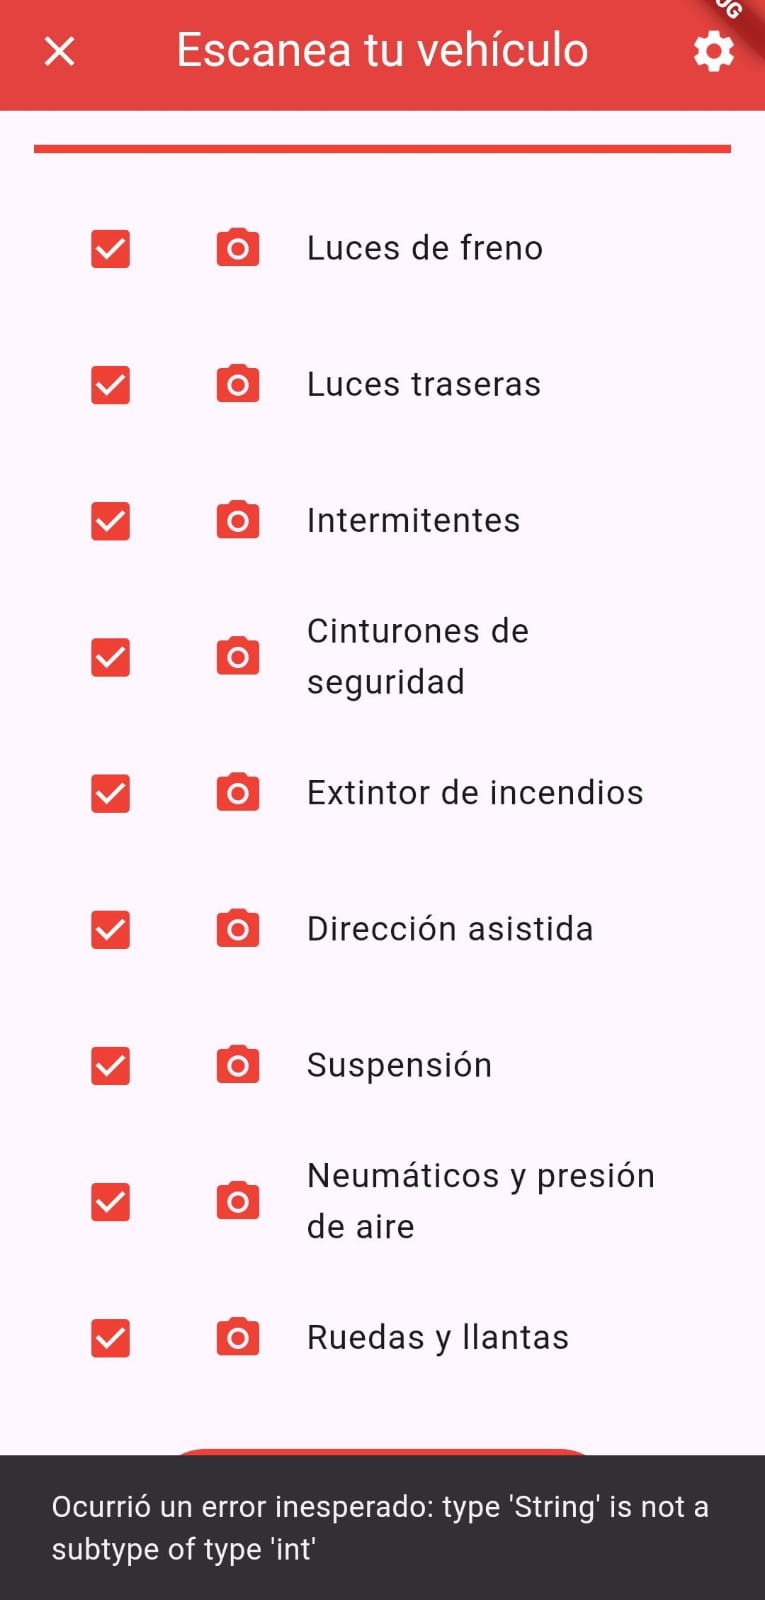 Escanea tu vehículo
Luces de freno
Luces traseras
Intermitentes
Cinturones de
seguridad
Extintor de incendios
Dirección asistida
Suspensión
Neumáticos y presión
de aire
Ruedas y llantas
Ocurrió un error inesperado: type 'String' is not a
subtype of type 'int'